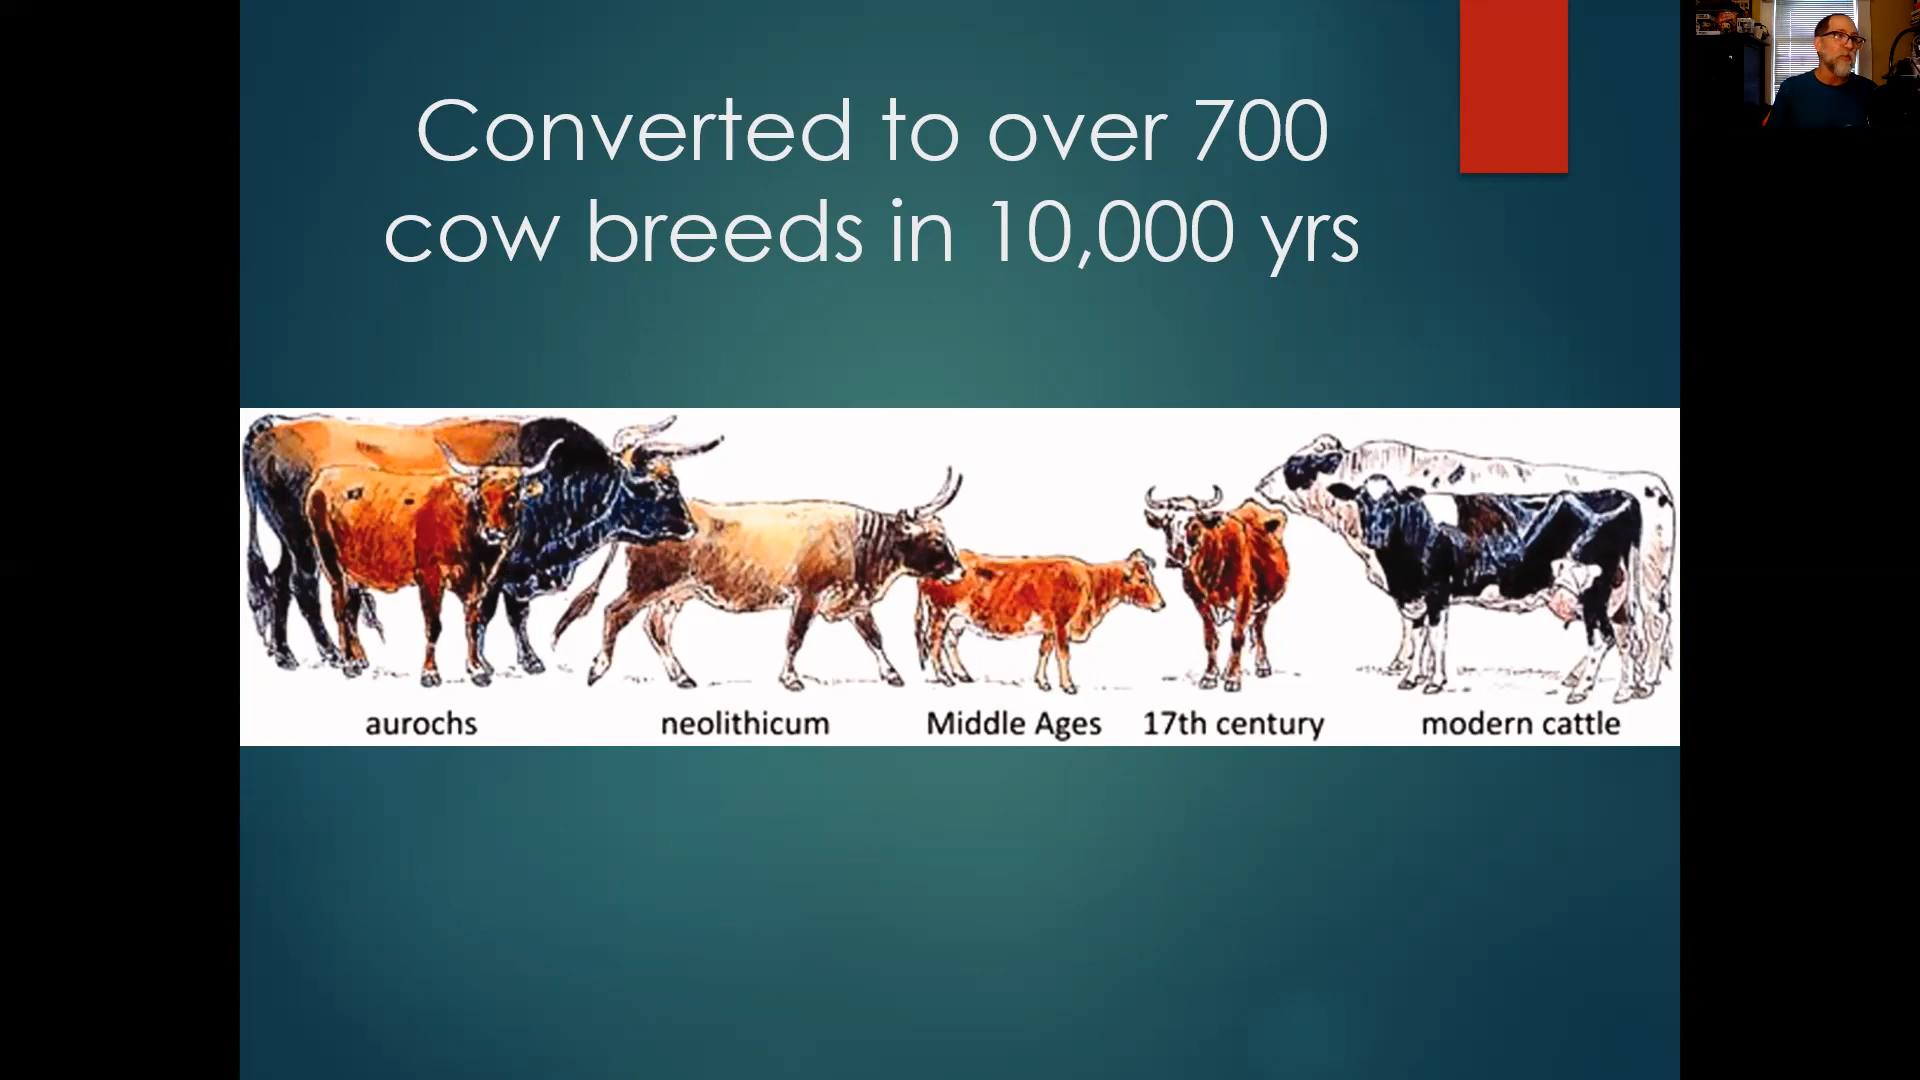 Converted to over 700
cow breeds in 10,000 yrs
aurochs neolithicum Middle Ages 17th century modern cattle